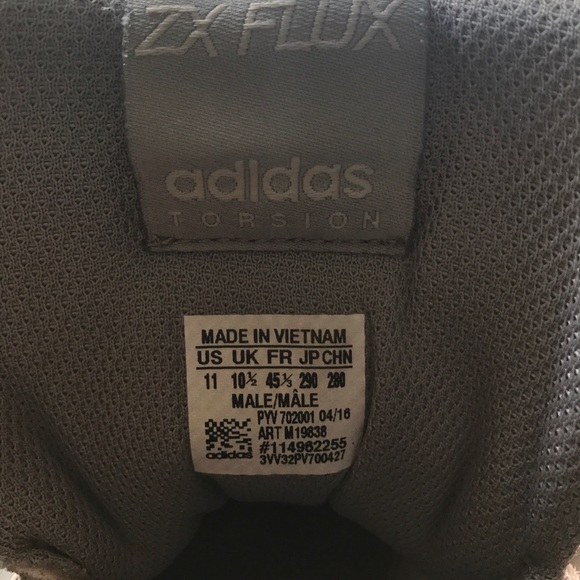 ZX FLUX
adidas
TORSION
MADE IN VIETNAM
US UK FR JP CHN
11 10½ 45⅓ 290 280
MALE/MÂLE
PYV 702001 04/16
ART M19838
#114962255
adidas 3VV32PV700427